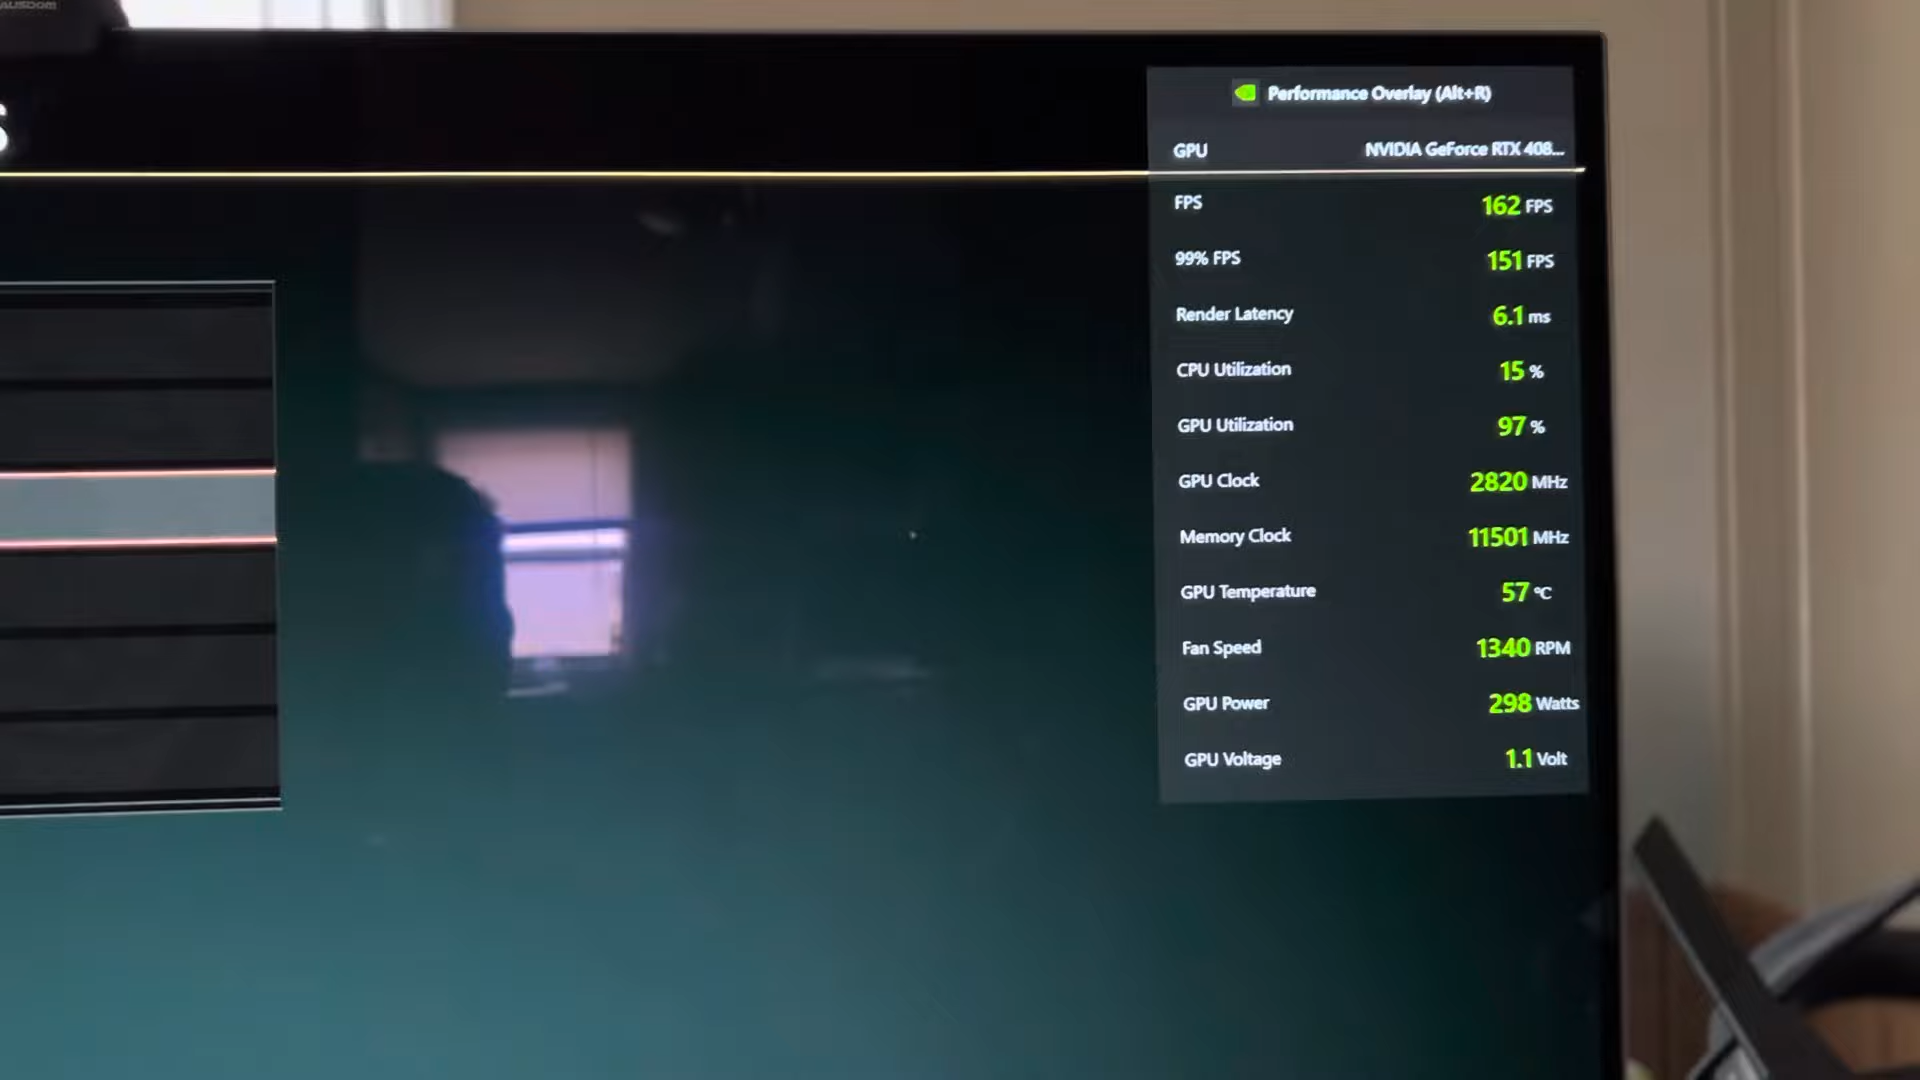 AUSDOM
S
Performance Overlay (Alt+R)
GPU NVIDIA GeForce RTX 408...
FPS 162 FPS
99% FPS 151 FPS
Render Latency 6.1 ms
CPU Utilization 15 %
GPU Utilization 97 %
GPU Clock 2820 MHz
Memory Clock 11501 MHz
GPU Temperature 57 °C
Fan Speed 1340 RPM
GPU Power 298 Watts
GPU Voltage 1.1 Volt